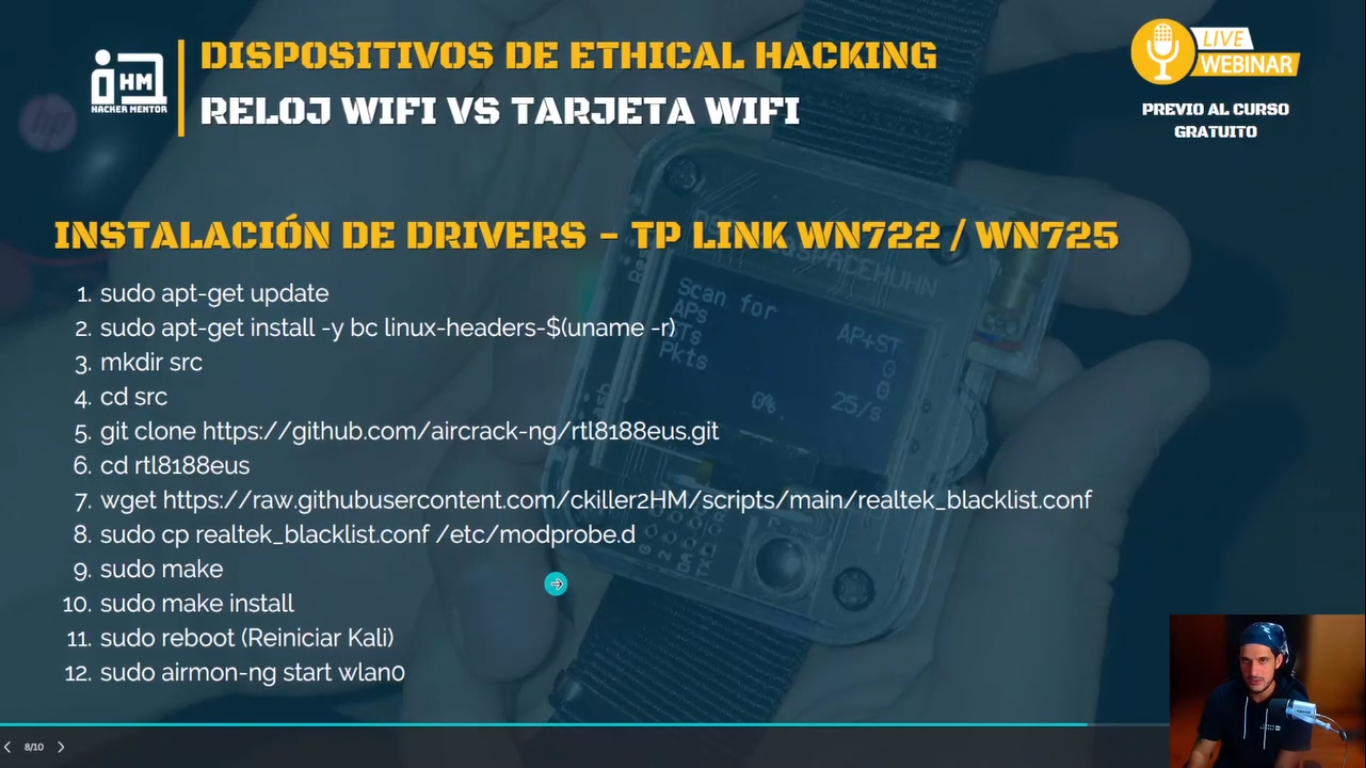 HM
HACKER MENTOR
DISPOSITIVOS DE ETHICAL HACKING
RELOJ WIFI VS TARJETA WIFI
LIVE
WEBINAR
PREVIO AL CURSO
GRATUITO
INSTALACIÓN DE DRIVERS - TP LINK WN722 / WN725
1. sudo apt-get update
2. sudo apt-get install -y bc linux-headers-$(uname -r)
3. mkdir src
4. cd src
5. git clone https://github.com/aircrack-ng/rtl8188eus.git
6. cd rtl8188eus
7. wget https://raw.githubusercontent.com/ckiller2HM/scripts/main/realtek_blacklist.conf
8. sudo cp realtek_blacklist.conf /etc/modprobe.d
9. sudo make
10. sudo make install
11. sudo reboot (Reiniciar Kali)
12. sudo airmon-ng start wlan0
Scan for
APs AP+ST
STs 0
Pkts 0
0% 25/s
hp
8/10